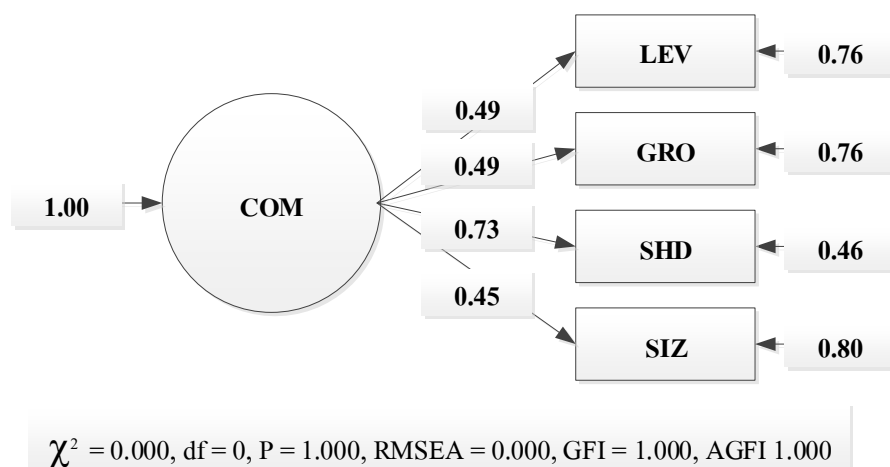 LEV
0.76
0.49
GRO
0.76
0.49
1.00
COM
0.73
SHD
0.46
0.45
SIZ
0.80
χ² = 0.000, df = 0, P = 1.000, RMSEA = 0.000, GFI = 1.000, AGFI 1.000